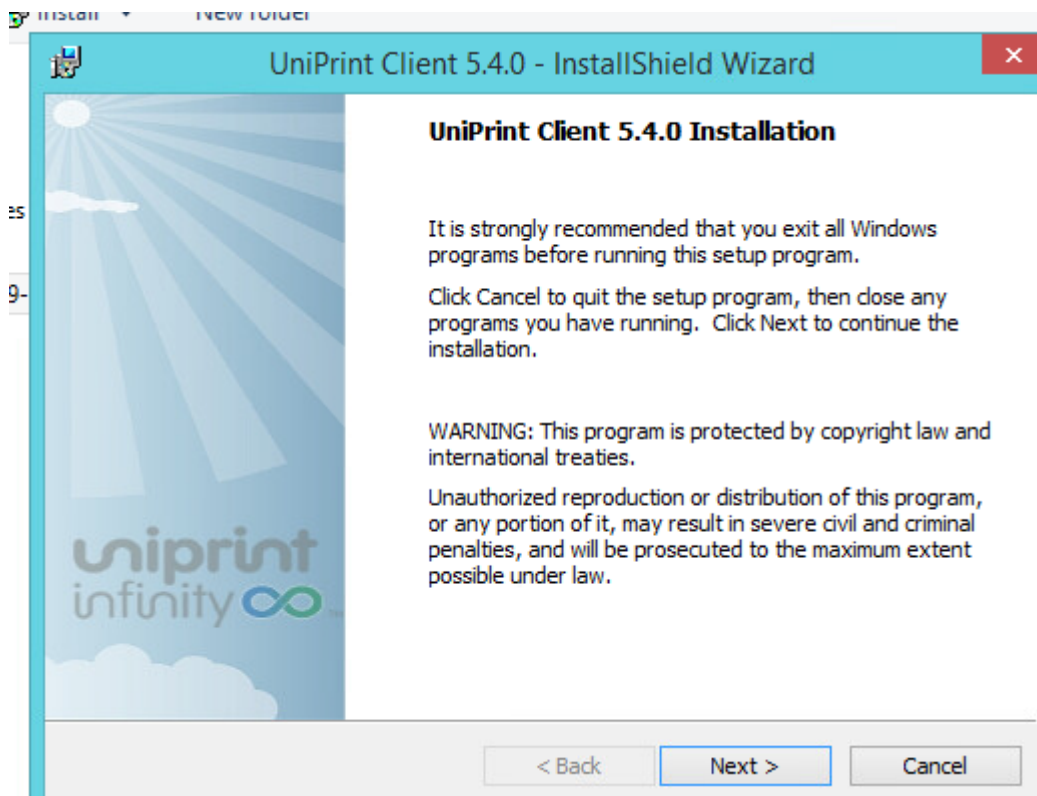 Install New folder
UniPrint Client 5.4.0 - InstallShield Wizard
UniPrint Client 5.4.0 Installation
It is strongly recommended that you exit all Windows
programs before running this setup program.
Click Cancel to quit the setup program, then close any
programs you have running. Click Next to continue the
installation.
WARNING: This program is protected by copyright law and
international treaties.
Unauthorized reproduction or distribution of this program,
or any portion of it, may result in severe civil and criminal
penalties, and will be prosecuted to the maximum extent
possible under law.
es
9-
uniprint
infinity
< Back Next > Cancel